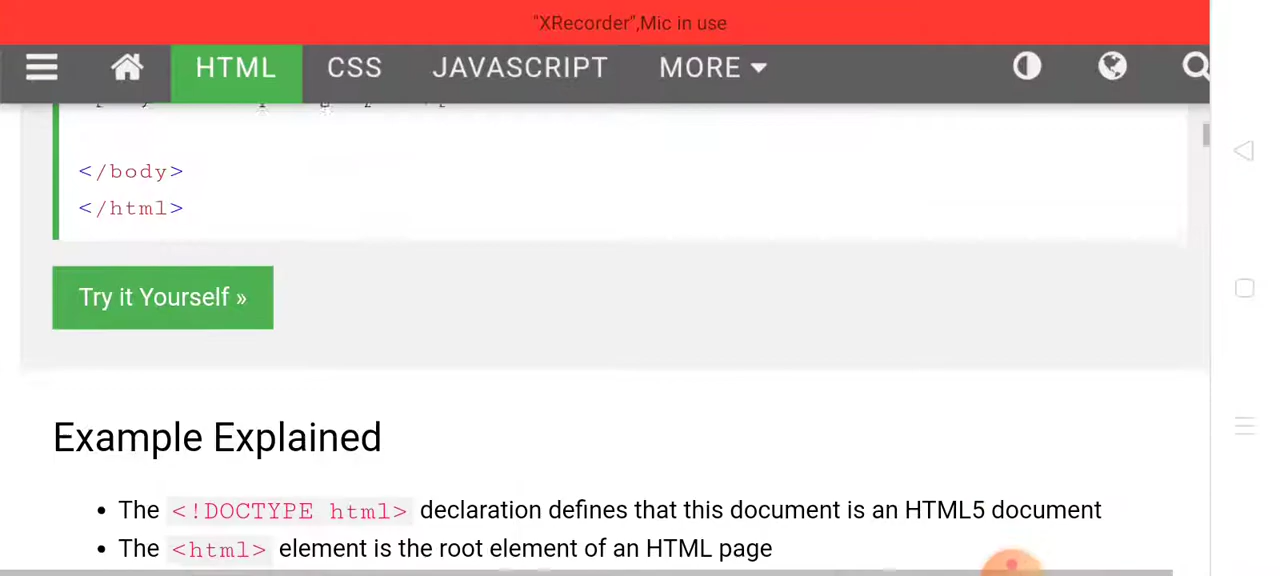 "XRecorder",Mic in use
HTML CSS JAVASCRIPT MORE
</body>
</html>
Try it Yourself »
Example Explained
• The <!DOCTYPE html> declaration defines that this document is an HTML5 document
• The <html> element is the root element of an HTML page